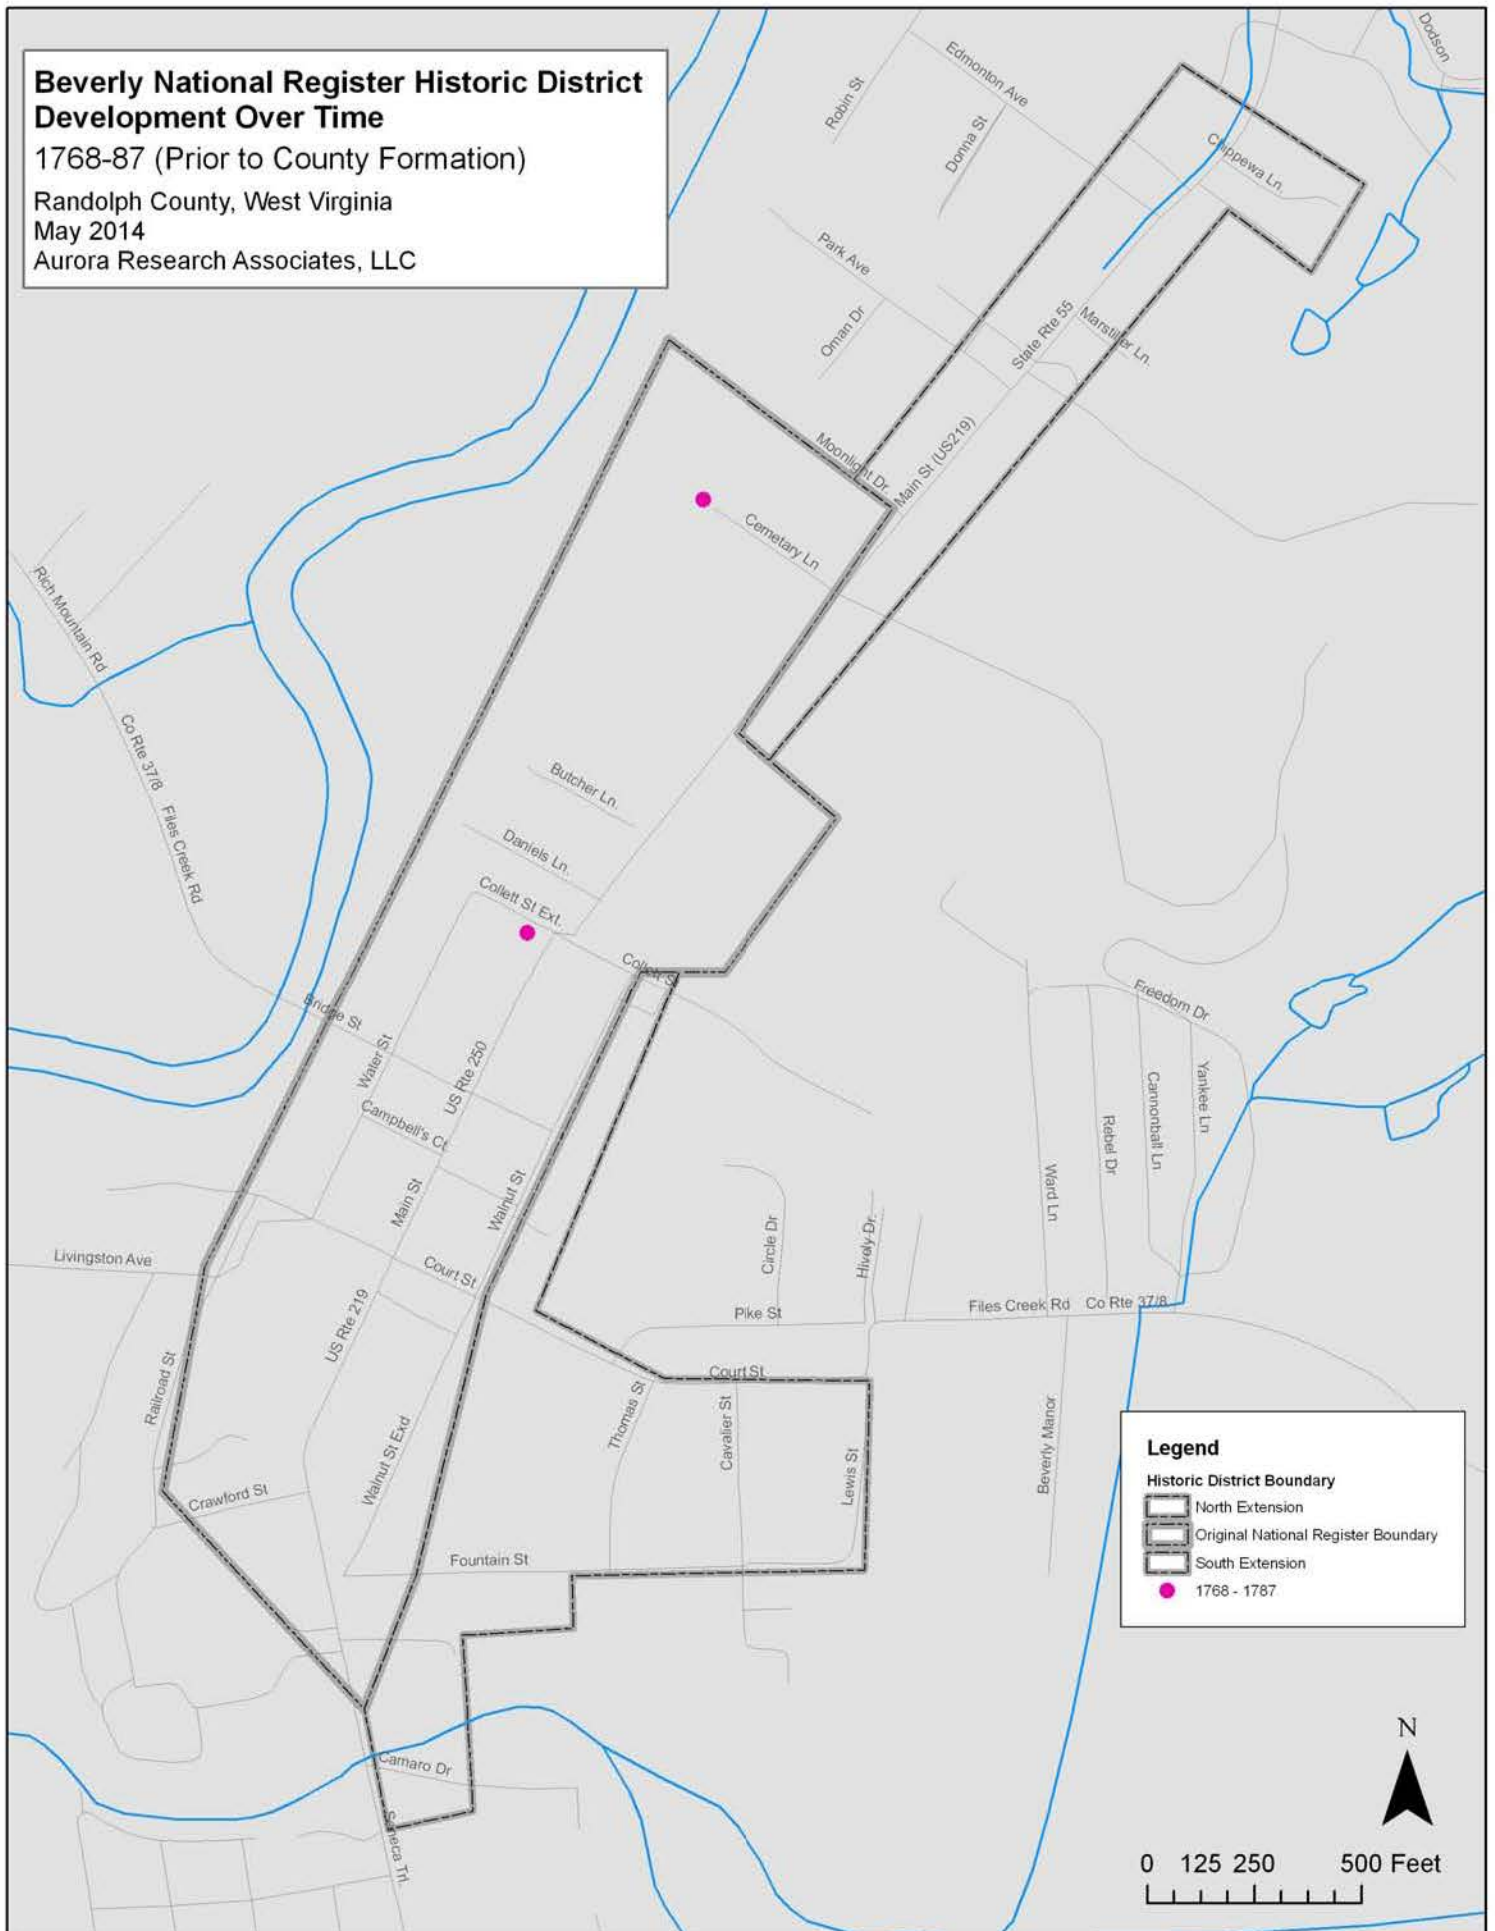 Beverly National Register Historic District
Development Over Time
1768-87 (Prior to County Formation)
Randolph County, West Virginia
May 2014
Aurora Research Associates, LLC
Dodson
Edmonton Ave
Robin St
Donna St
Chippewa Ln.
Park Ave
Oman Dr
State Rte 55
Marstiller Ln.
Moonlight Dr.
Main St (US219)
Cemetary Ln
Rich Mountain Rd
Co Rte 37/8
Files Creek Rd
Butcher Ln.
Daniels Ln.
Collett St Ext.
Collett St
Bridge St
Freedom Dr
Water St
US Rte 250
Campbell's Ct
Yankee Ln
Cannonball Ln
Rebel Dr
Ward Ln
Main St
Walnut St
Circle Dr
Hively Dr.
Livingston Ave
Court St
Pike St
Files Creek Rd
Co Rte 37/8
US Rte 219
Railroad St
Court St
Thomas St
Cavalier St
Lewis St
Beverly Manor
Walnut St Exd
Crawford St
Fountain St
Camaro Dr
Seneca Trl.
Legend
Historic District Boundary
North Extension
Original National Register Boundary
South Extension
1768 - 1787
N
0 125 250 500 Feet